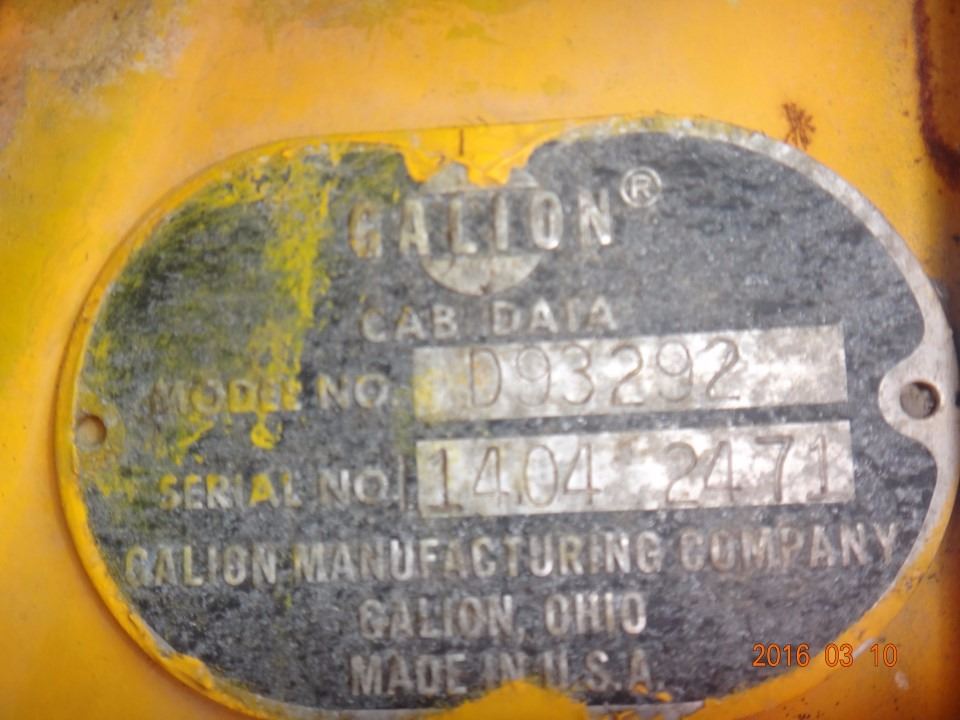 GALION®
CAB DATA
MODEL NO. D93292
SERIAL NO. 1404 2471
GALION MANUFACTURING COMPANY
GALION, OHIO
MADE IN U.S.A.
2016 03 10